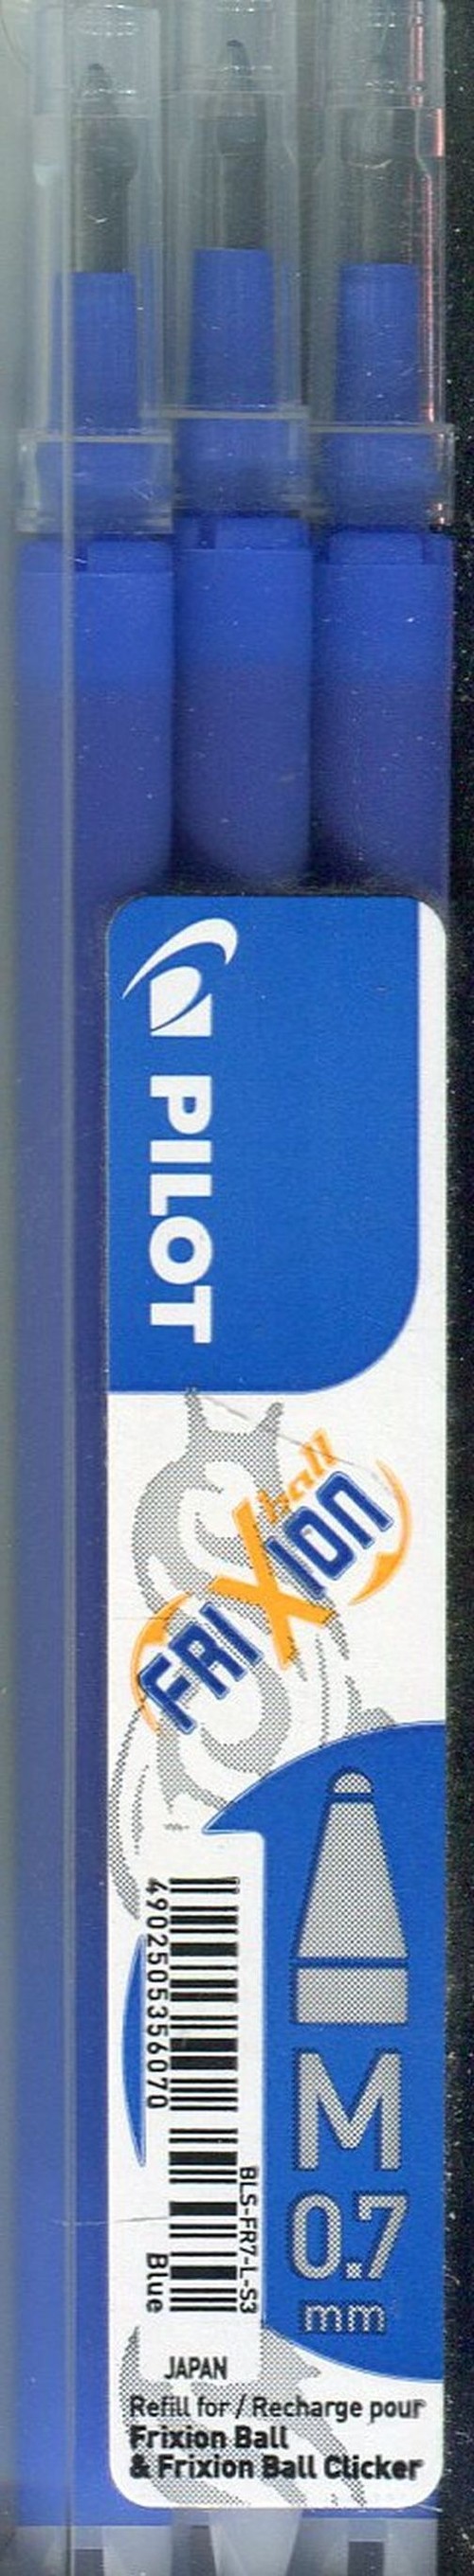 PILOT
ball
FRIXION
4902505356070
BLS-FR7-L-S3
Blue
M
0.7
mm
JAPAN
Refill for / Recharge pour
Frixion Ball
& Frixion Ball Clicker